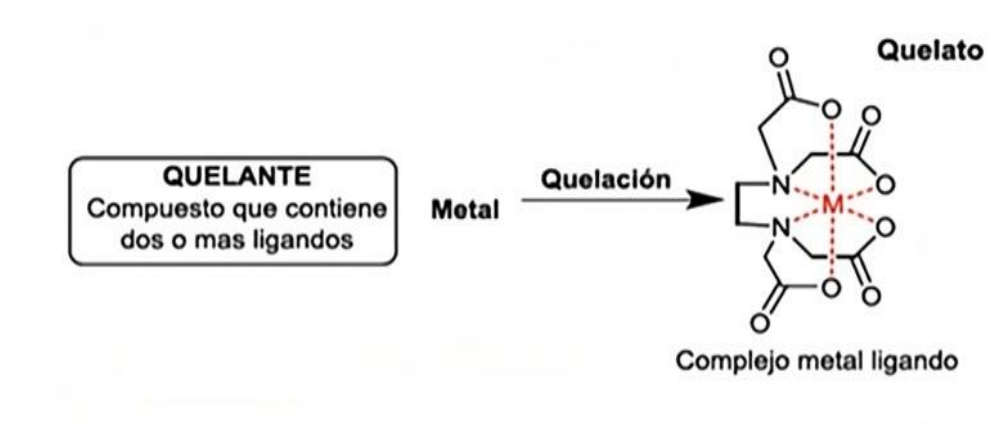 Quelato
QUELANTE
Compuesto que contiene
dos o mas ligandos
Metal
Quelación
O
O
O
O
N
M
N
O
O
O
O
Complejo metal ligando